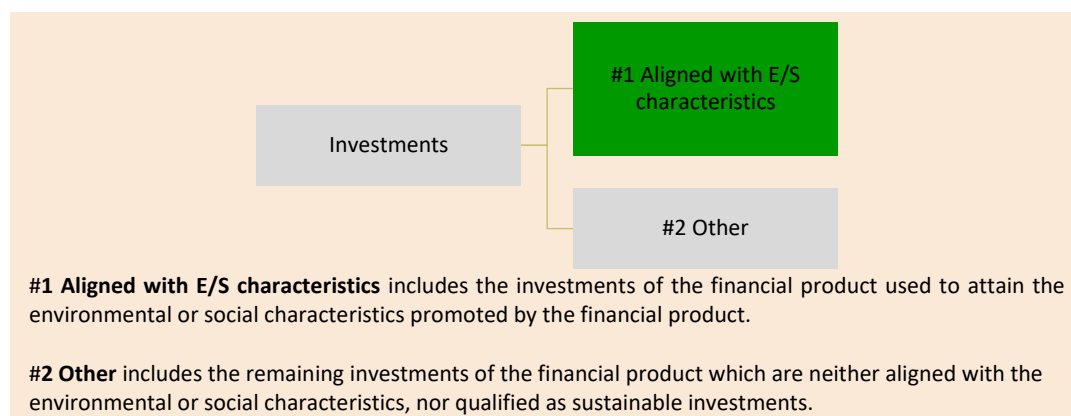 #1 Aligned with E/S
characteristics
Investments
#2 Other
#1 Aligned with E/S characteristics includes the investments of the financial product used to attain the
environmental or social characteristics promoted by the financial product.
#2 Other includes the remaining investments of the financial product which are neither aligned with the
environmental or social characteristics, nor qualified as sustainable investments.